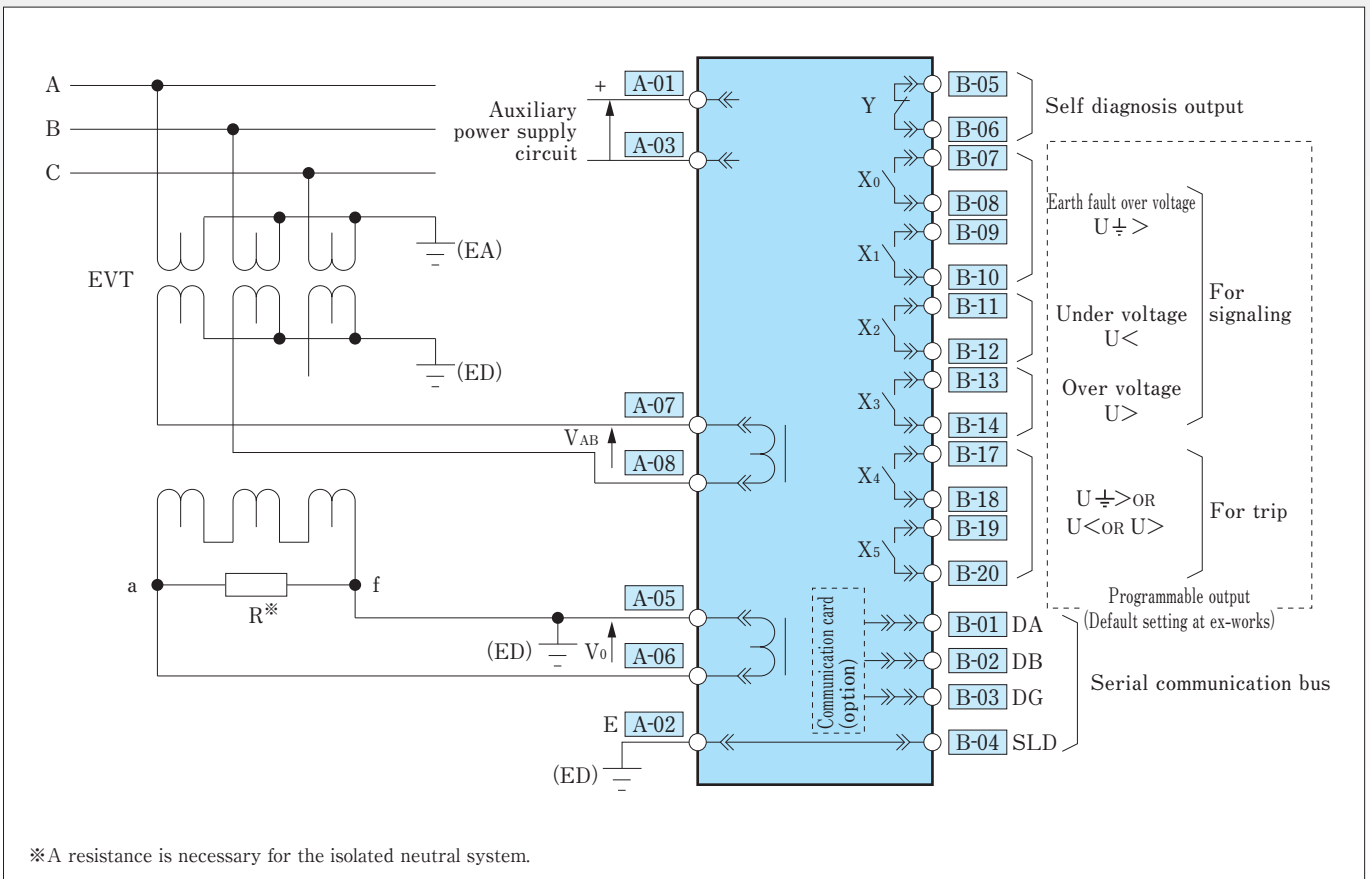 A
B
C
EVT
(EA)
(ED)
Auxiliary
power supply
circuit
+
A-01
A-03
A-07
VAB
A-08
a
R※
f
A-05
(ED)
V0
A-06
E
A-02
(ED)
Y
X0
X1
X2
X3
X4
X5
Communication card
(option)
B-05
B-06
B-07
B-08
B-09
B-10
B-11
B-12
B-13
B-14
B-17
B-18
B-19
B-20
B-01 DA
B-02 DB
B-03 DG
B-04 SLD
Self diagnosis output
Earth fault over voltage
U⏚>
Under voltage
U<
Over voltage
U>
For
signaling
U⏚>OR
U<OR U>
For trip
Programmable output
(Default setting at ex-works)
Serial communication bus
※A resistance is necessary for the isolated neutral system.